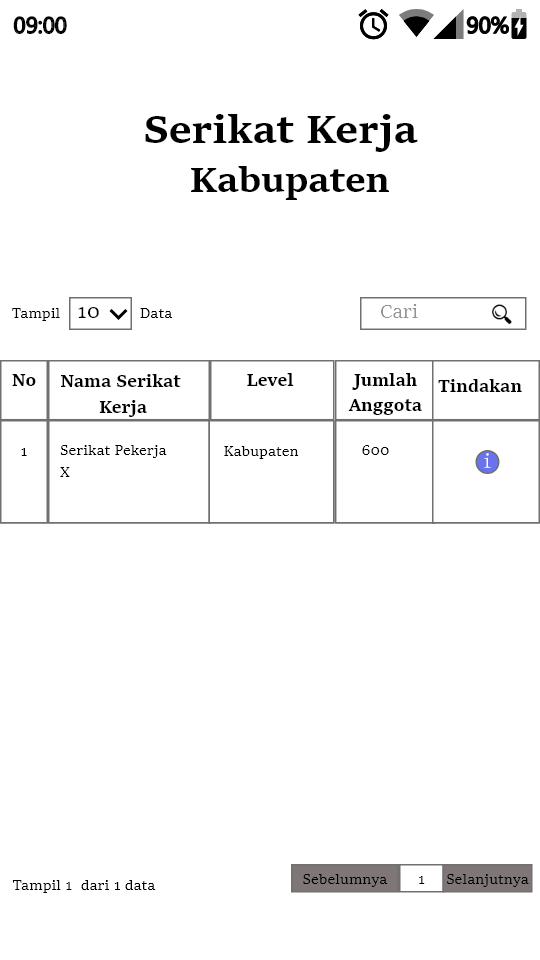 09:00 90%
Serikat Kerja
Kabupaten
Tampil 10 Data Cari
No Nama Serikat Kerja Level Jumlah Anggota Tindakan
1 Serikat Pekerja X Kabupaten 600 i
Tampil 1 dari 1 data Sebelumnya 1 Selanjutnya